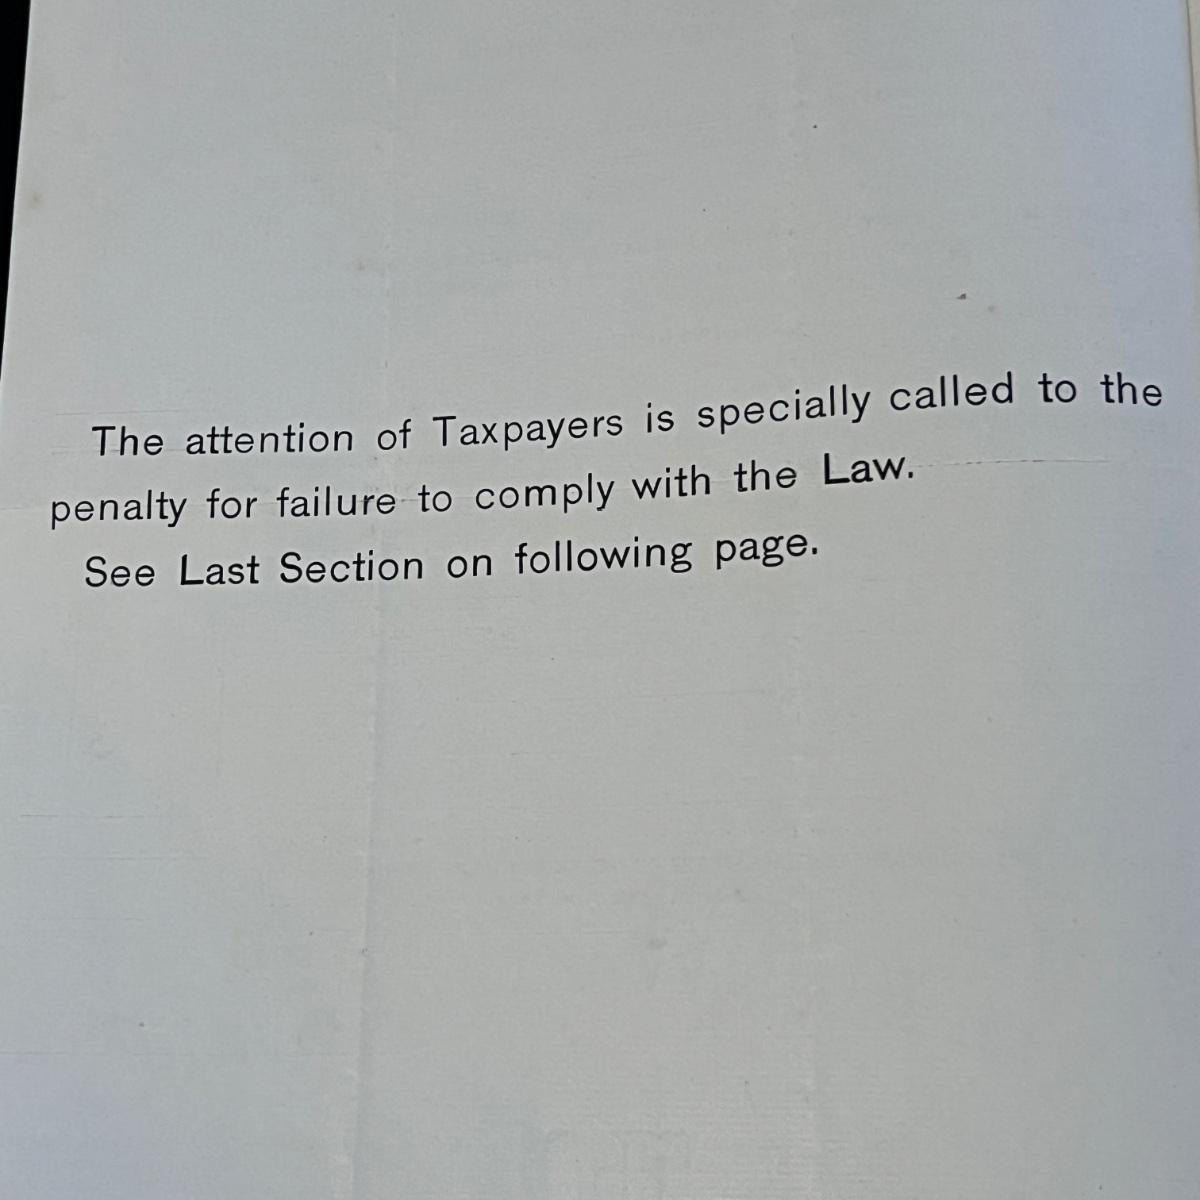 The attention of Taxpayers is specially called to the
penalty for failure to comply with the Law.
See Last Section on following page.